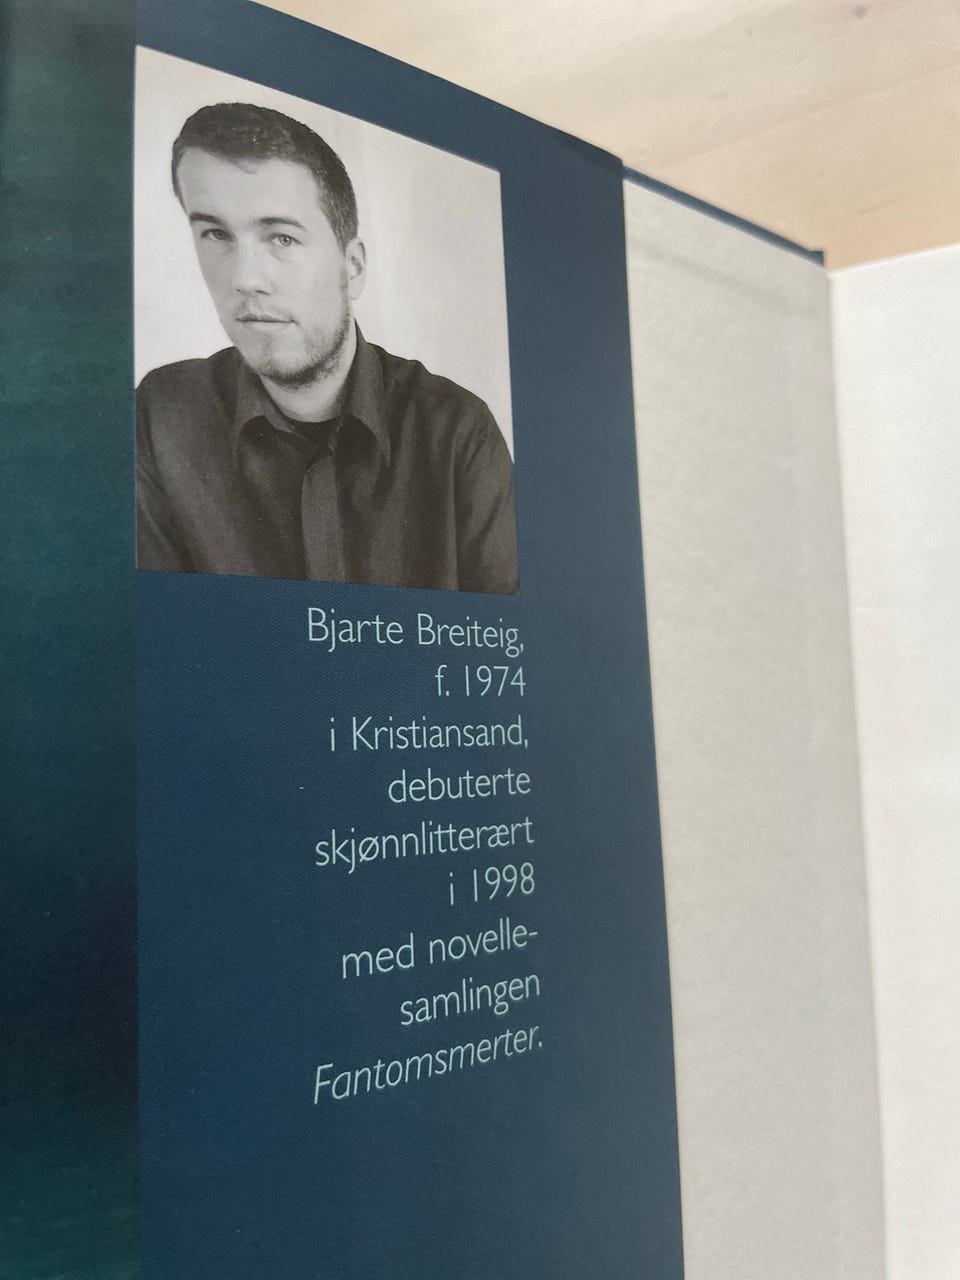 Bjarte Breiteig,
f. 1974
i Kristiansand,
debuterte
skjønnlitterært
i 1998
med novelle-
samlingen
Fantomsmerter.